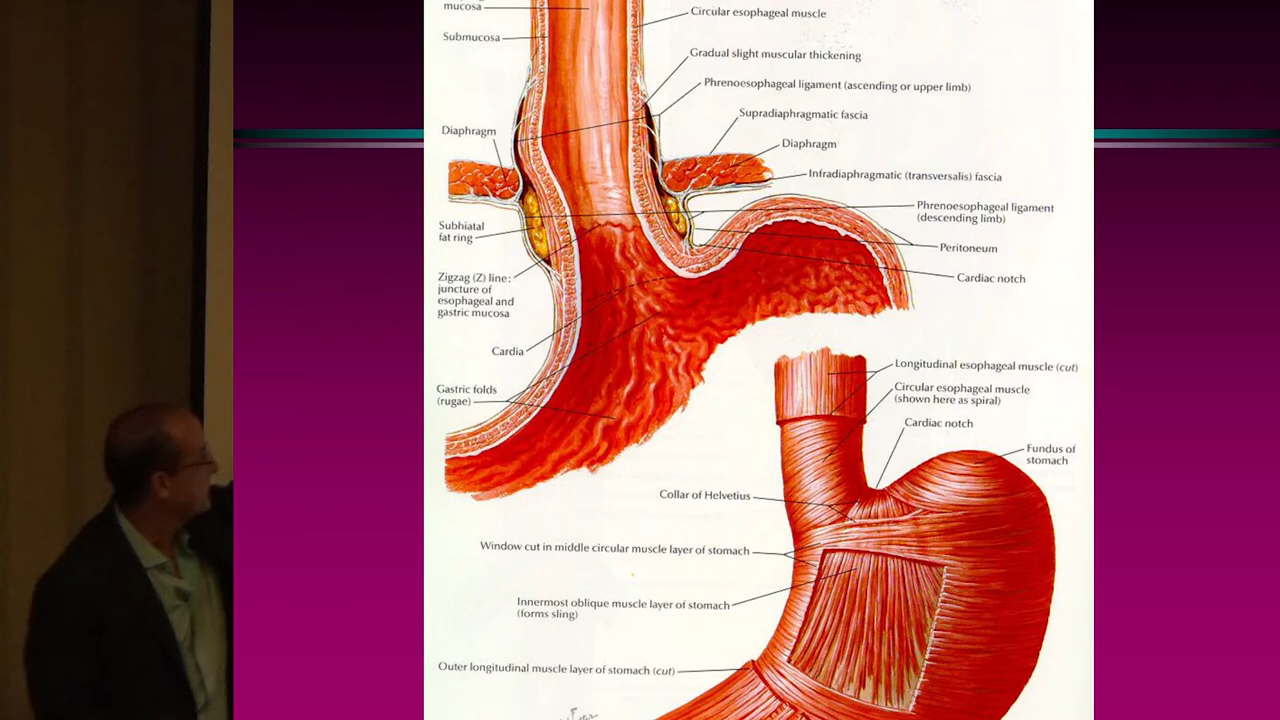 mucosa
Submucosa
Diaphragm
Subhiatal
fat ring
Zigzag (Z) line:
juncture of
esophageal and
gastric mucosa
Cardia
Gastric folds
(rugae)
Circular esophageal muscle
Gradual slight muscular thickening
Phrenoesophageal ligament (ascending or upper limb)
Supradiaphragmatic fascia
Diaphragm
Infradiaphragmatic (transversalis) fascia
Phrenoesophageal ligament
(descending limb)
Peritoneum
Cardiac notch
Longitudinal esophageal muscle (cut)
Circular esophageal muscle
(shown here as spiral)
Cardiac notch
Fundus of
stomach
Collar of Helvetius
Window cut in middle circular muscle layer of stomach
Innermost oblique muscle layer of stomach
(forms sling)
Outer longitudinal muscle layer of stomach (cut)